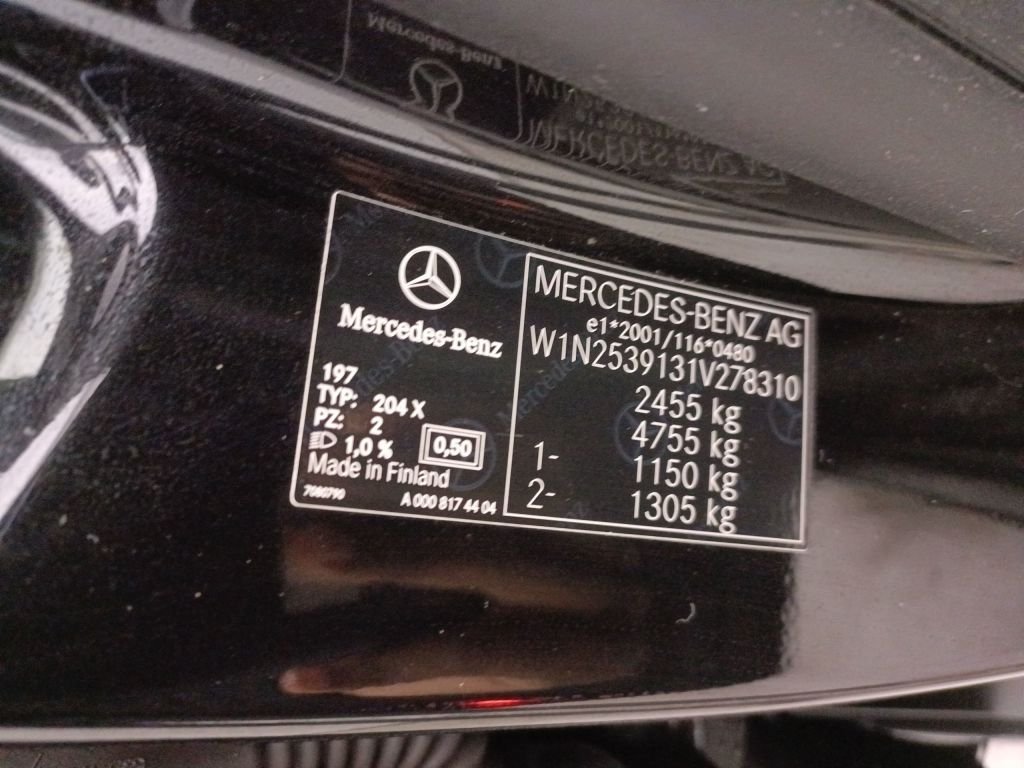 Mercedes-Benz
197
TYP: 204 X
PZ: 2
1,0 %
0,50
Made in Finland
7080790
A 000 817 44 04
MERCEDES-BENZ AG
e1*2001/116*0480
W1N2539131V278310
2455 kg
4755 kg
1- 1150 kg
2- 1305 kg